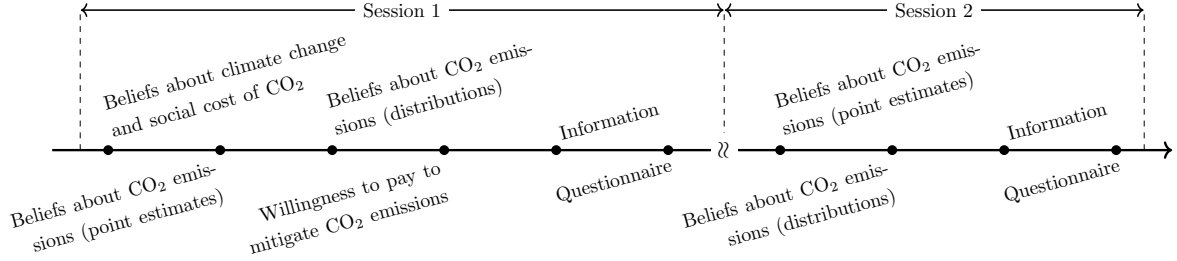 Session 1
Session 2
Beliefs about climate change
and social cost of CO₂
Beliefs about CO₂ emis-
sions (distributions)
Information
Beliefs about CO₂ emis-
sions (point estimates)
Information
Beliefs about CO₂ emis-
sions (point estimates)
Willingness to pay to
mitigate CO₂ emissions
Questionnaire
Beliefs about CO₂ emis-
sions (distributions)
Questionnaire